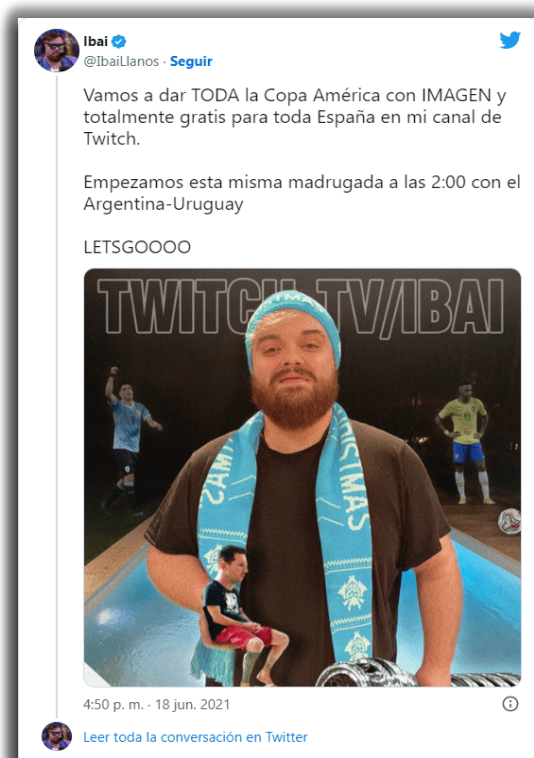 Ibai
@IbaiLlanos · Seguir
Vamos a dar TODA la Copa América con IMAGEN y
totalmente gratis para toda España en mi canal de
Twitch.
Empezamos esta misma madrugada a las 2:00 con el
Argentina-Uruguay
LETSGOOOO
TWITCH.TV/IBAI
4:50 p. m. · 18 jun. 2021
Leer toda la conversación en Twitter